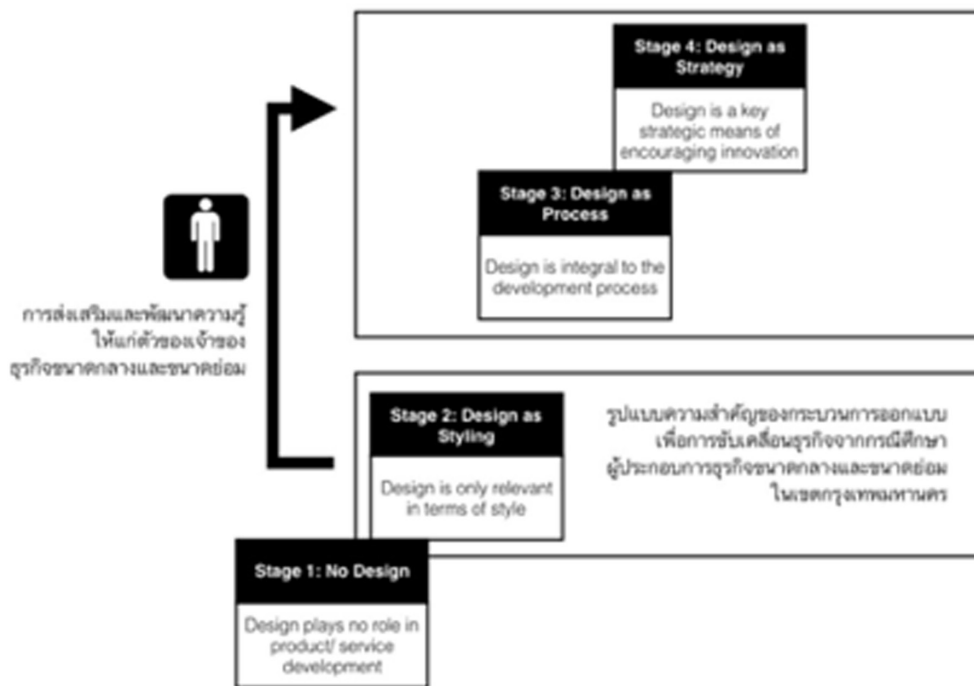 Stage 4: Design as
Strategy
Design is a key
strategic means of
encouraging innovation
Stage 3: Design as
Process
Design is integral to the
development process
การส่งเสริมและพัฒนาความรู้
ให้แก่ตัวของเจ้าของ
ธุรกิจขนาดกลางและขนาดย่อม
Stage 2: Design as
Styling
Design is only relevant
in terms of style
รูปแบบความสำคัญของกระบวนการออกแบบ
เพื่อการขับเคลื่อนธุรกิจจากกรณีศึกษา
ผู้ประกอบการธุรกิจขนาดกลางและขนาดย่อม
ในเขตกรุงเทพมหานคร
Stage 1: No Design
Design plays no role in
product/ service
development